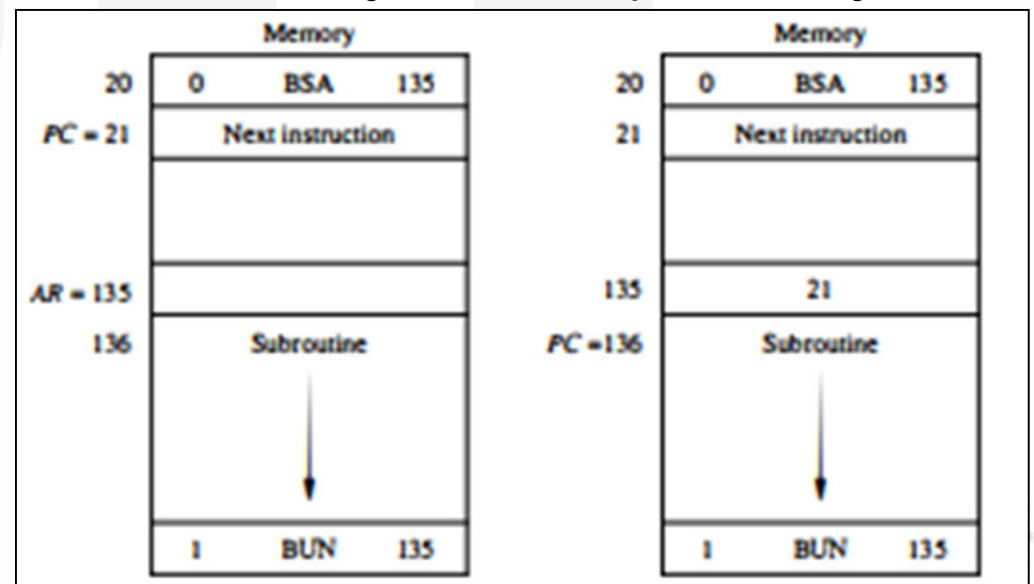 Memory
20 0 BSA 135
PC = 21 Next instruction
AR = 135
136 Subroutine
1 BUN 135
Memory
20 0 BSA 135
21 Next instruction
135 21
PC =136 Subroutine
1 BUN 135